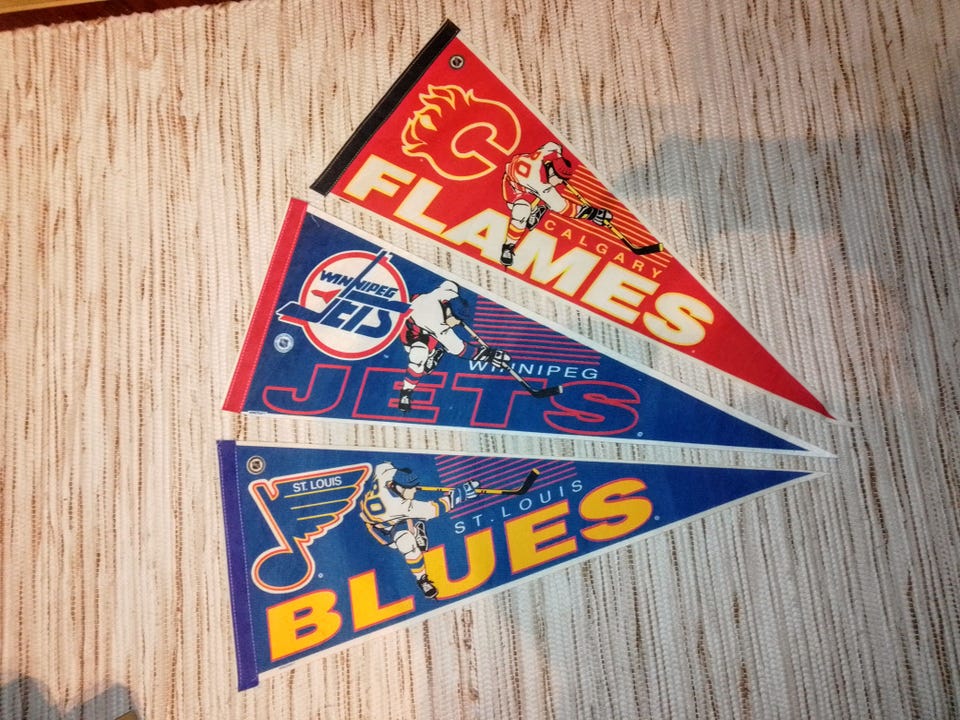 C
FLAMES
CALGARY
WINNIPEG
JETS
WINNIPEG
JETS
ST. LOUIS
ST. LOUIS
BLUES